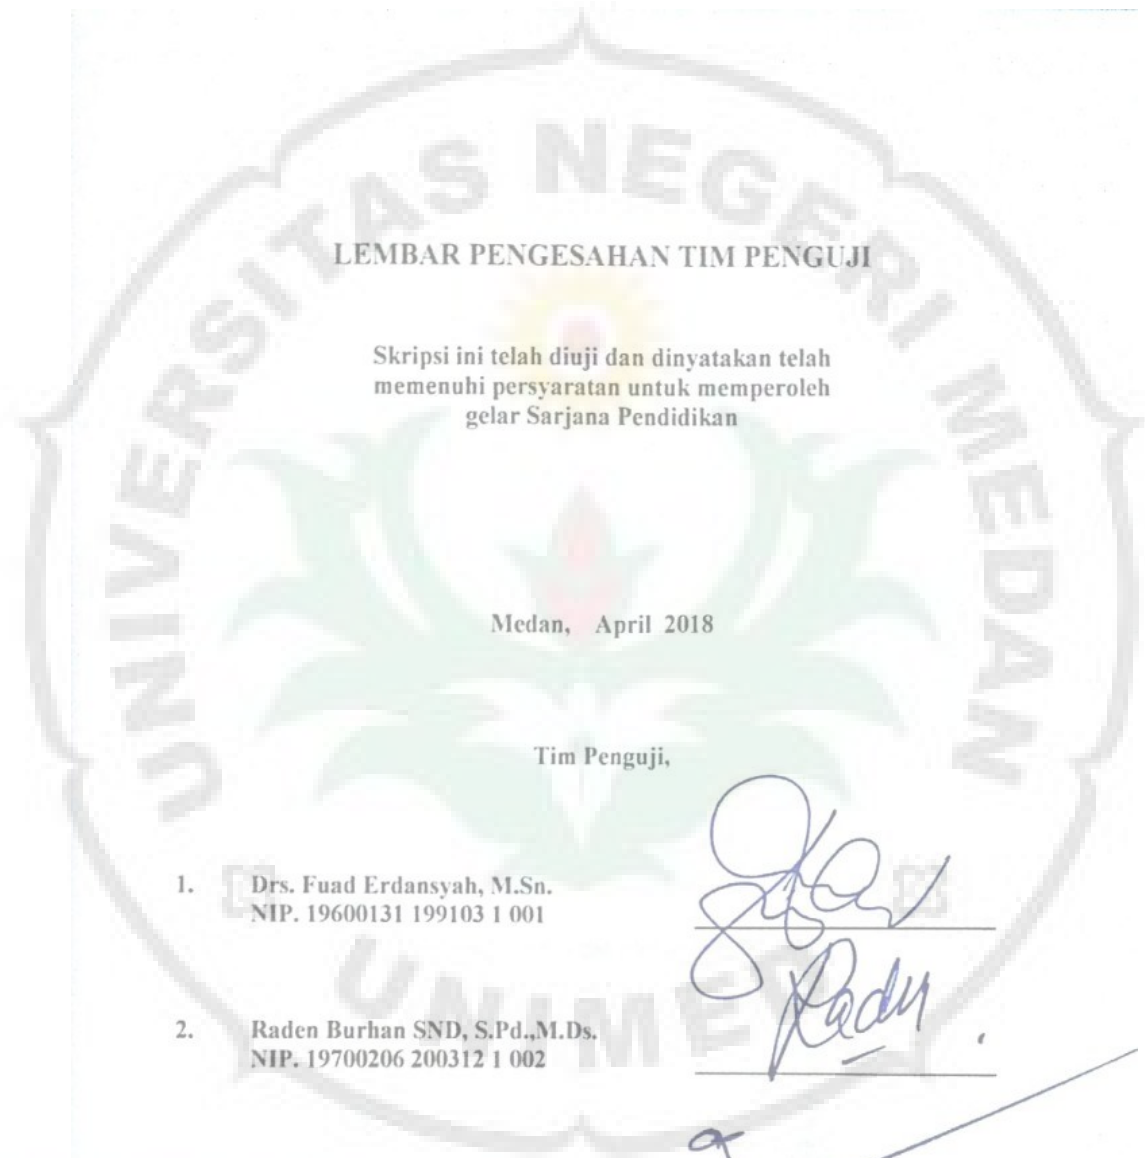 UNIVERSITAS NEGERI MEDAN
LEMBAR PENGESAHAN TIM PENGUJI
Skripsi ini telah diuji dan dinyatakan telah
memenuhi persyaratan untuk memperoleh
gelar Sarjana Pendidikan
Medan, April 2018
Tim Penguji,
1. Drs. Fuad Erdansyah, M.Sn.
NIP. 19600131 199103 1 001
2. Raden Burhan SND, S.Pd.,M.Ds.
NIP. 19700206 200312 1 002
UNIMED